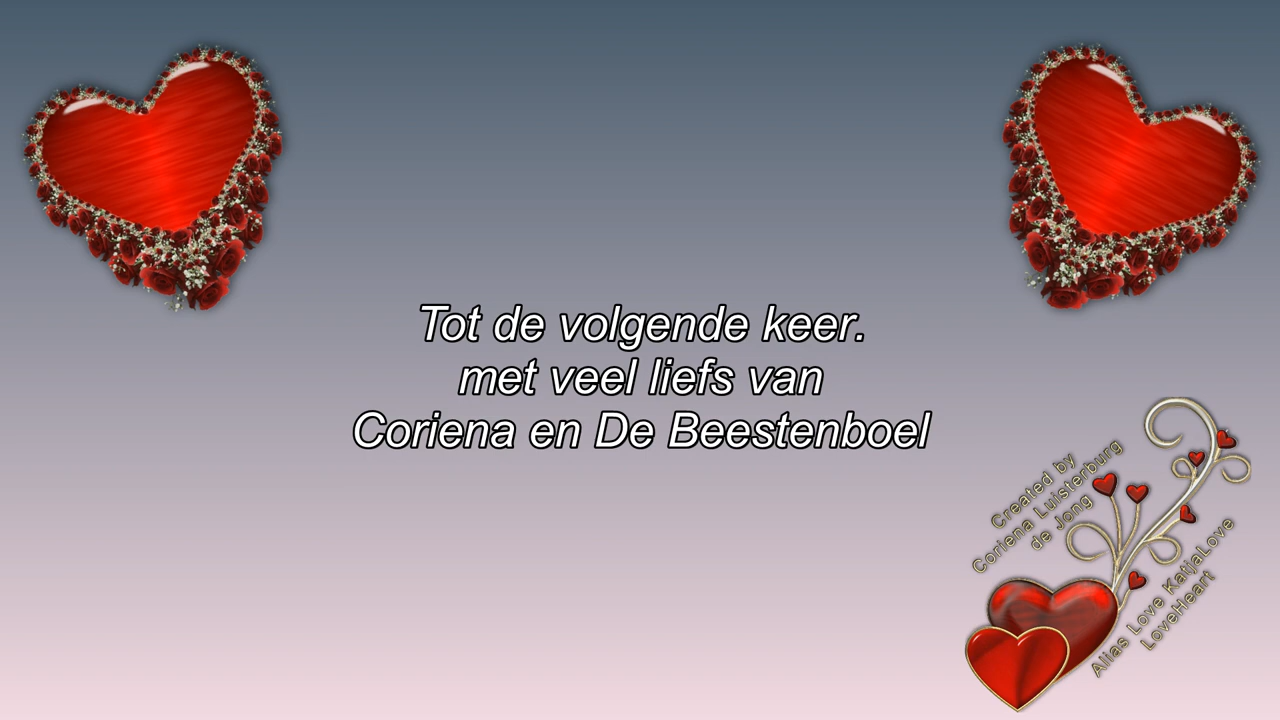 Tot de volgende keer.
met veel liefs van
Coriena en De Beestenboel
Created by
Coriena Luisterburg
de Jong
Alias Love KatjaLove
LoveHeart